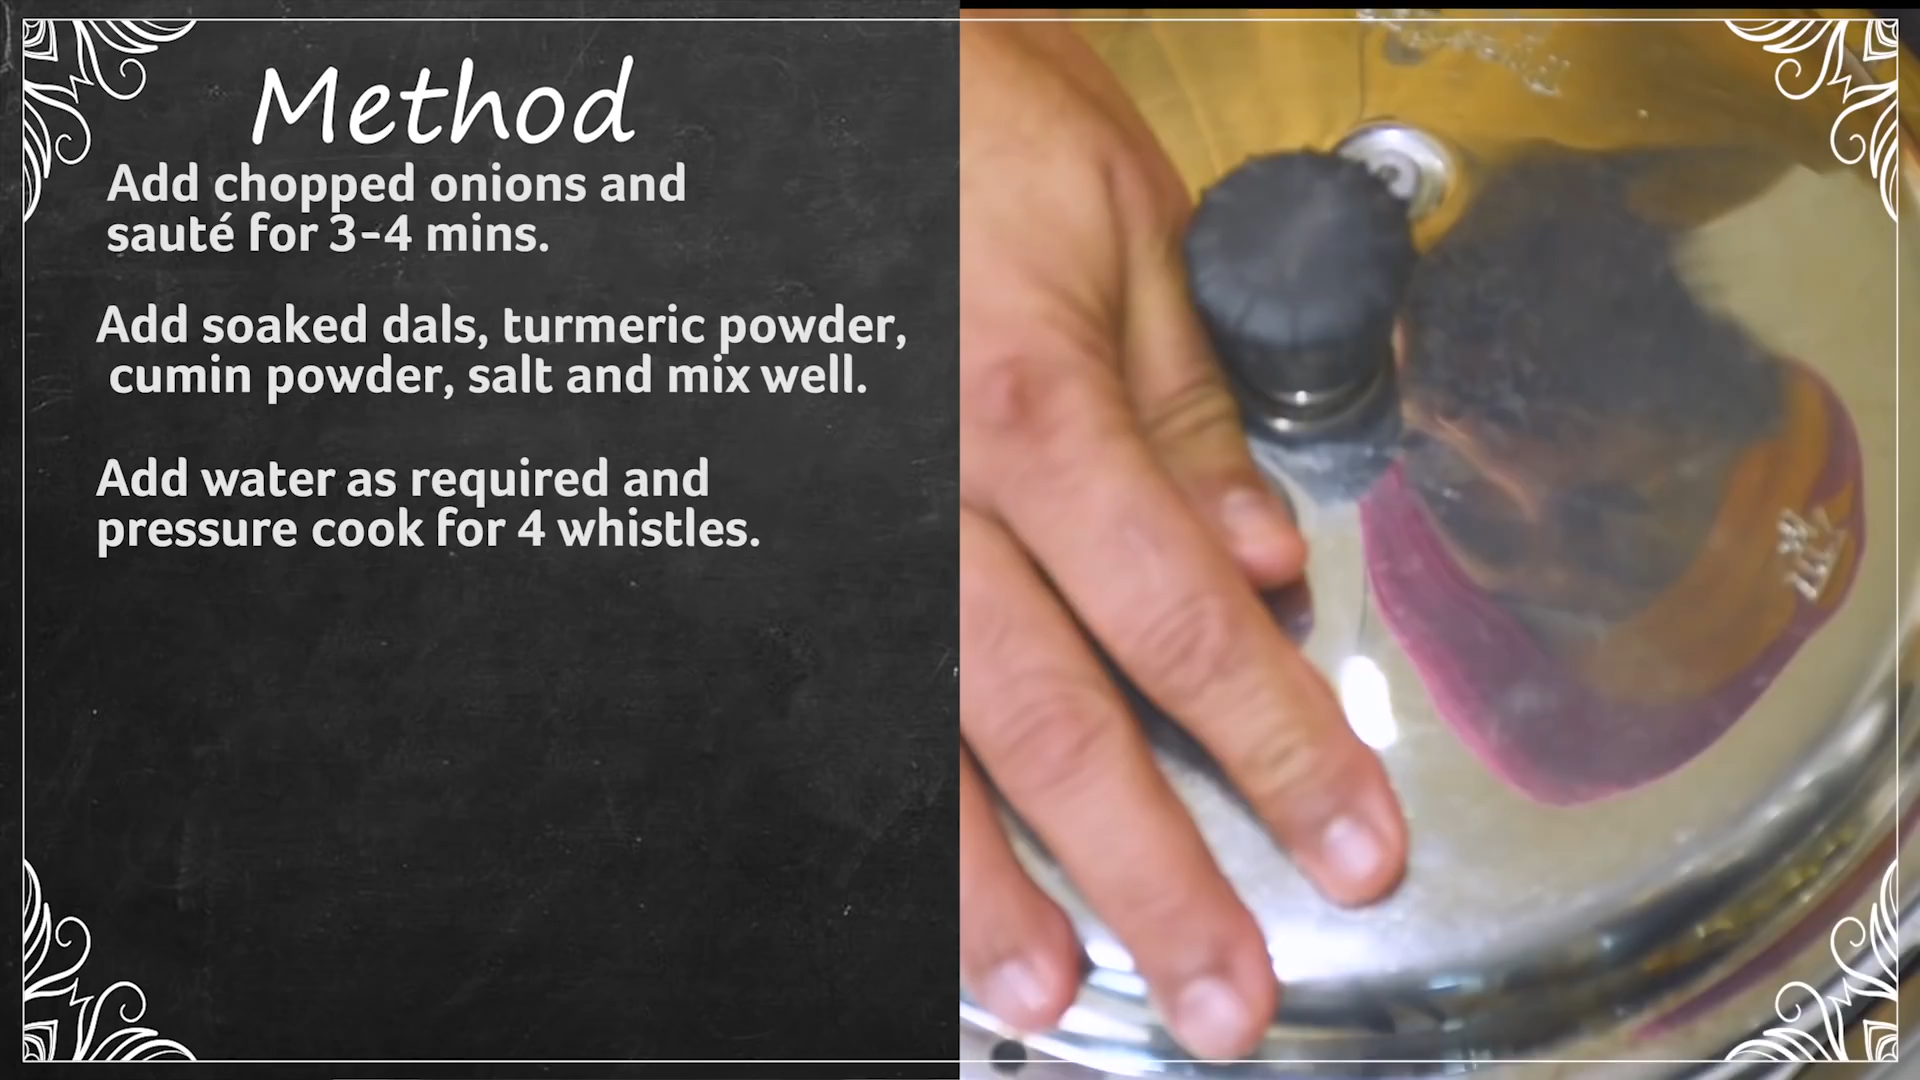 Method
Add chopped onions and
sauté for 3-4 mins.
Add soaked dals, turmeric powder,
cumin powder, salt and mix well.
Add water as required and
pressure cook for 4 whistles.